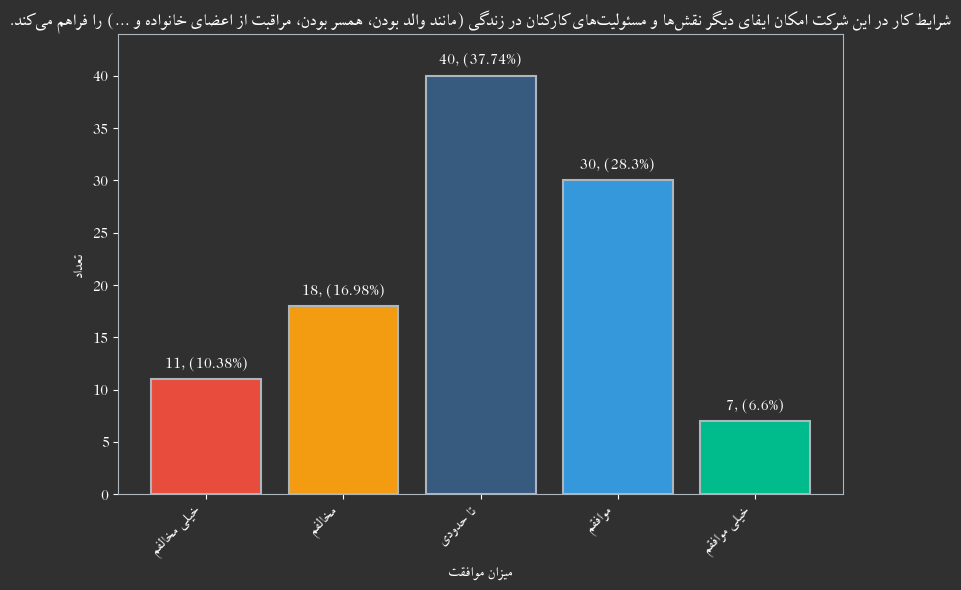 شرایط کار در این شرکت امکان ایفای دیگر نقش‌ها و مسئولیت‌های کارکنان در زندگی (مانند والد بودن، همسر بودن، مراقبت از اعضای خانواده و ...) را فراهم می‌کند.
40, (37.74%)
30, (28.3%)
18, (16.98%)
11, (10.38%)
7, (6.6%)
40
35
30
25
20
15
10
5
0
تعداد
خیلی مخالفم
مخالفم
تا حدودی
موافقم
خیلی موافقم
میزان موافقت